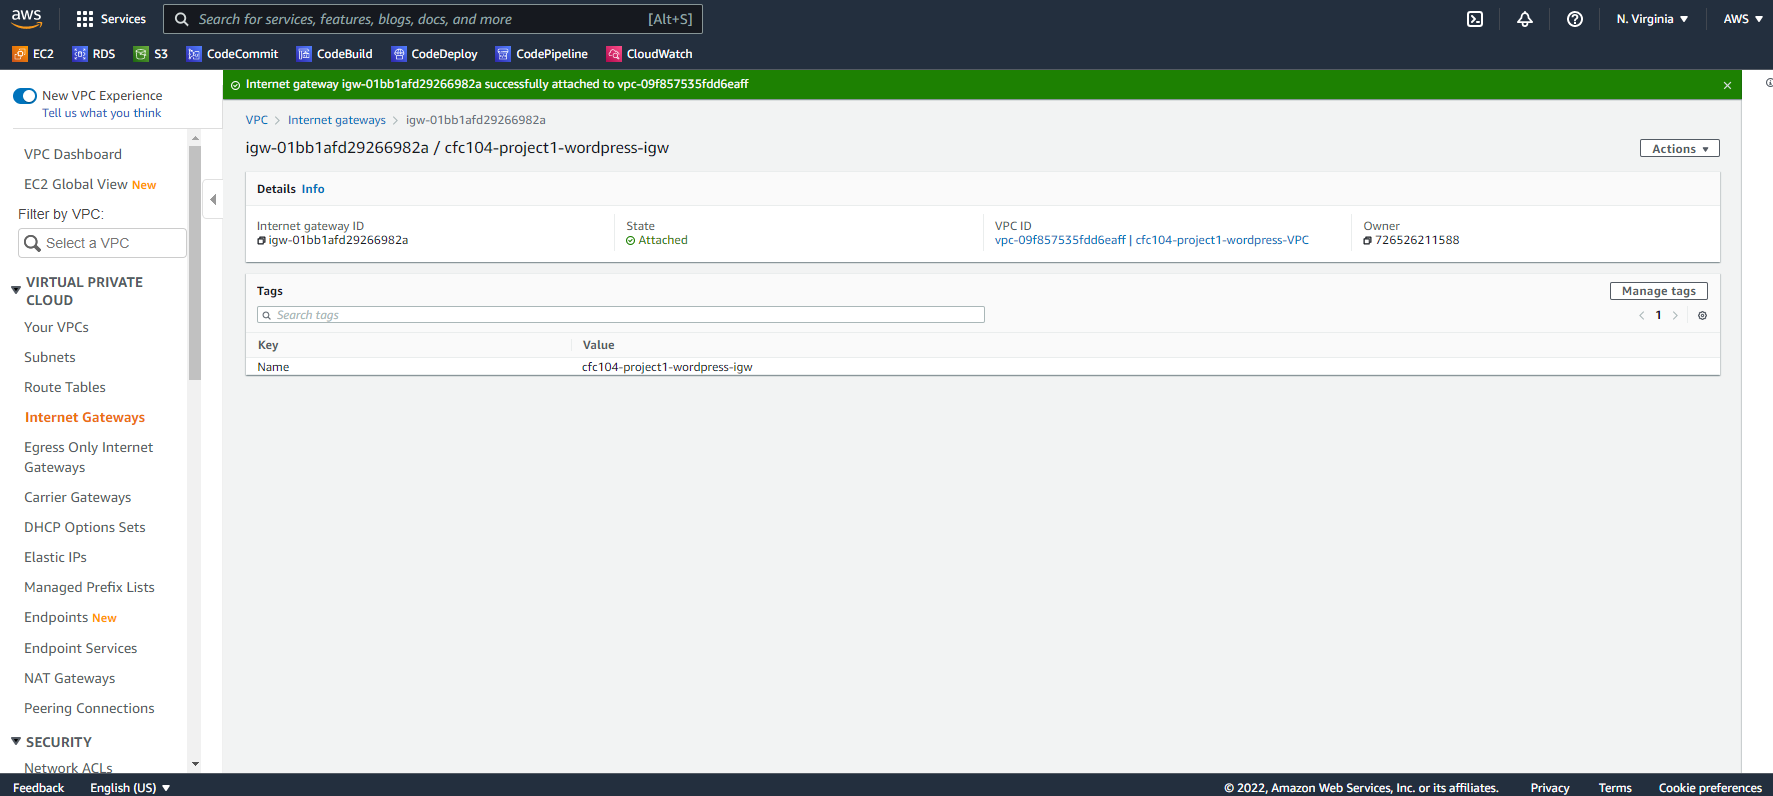 aws
Services
Search for services, features, blogs, docs, and more
[Alt+S]
N. Virginia
AWS
EC2
RDS
S3
CodeCommit
CodeBuild
CodeDeploy
CodePipeline
CloudWatch
New VPC Experience
Tell us what you think
VPC Dashboard
EC2 Global View New
Filter by VPC:
Select a VPC
VIRTUAL PRIVATE
CLOUD
Your VPCs
Subnets
Route Tables
Internet Gateways
Egress Only Internet
Gateways
Carrier Gateways
DHCP Options Sets
Elastic IPs
Managed Prefix Lists
Endpoints New
Endpoint Services
NAT Gateways
Peering Connections
SECURITY
Network ACLs
Internet gateway igw-01bb1afd29266982a successfully attached to vpc-09f857535fdd6eaff
VPC
Internet gateways
igw-01bb1afd29266982a
igw-01bb1afd29266982a / cfc104-project1-wordpress-igw
Actions
Details Info
Internet gateway ID
igw-01bb1afd29266982a
State
Attached
VPC ID
vpc-09f857535fdd6eaff | cfc104-project1-wordpress-VPC
Owner
726526211588
Tags
Manage tags
Search tags
1
Key
Value
Name
cfc104-project1-wordpress-igw
Feedback
English (US)
© 2022, Amazon Web Services, Inc. or its affiliates.
Privacy
Terms
Cookie preferences